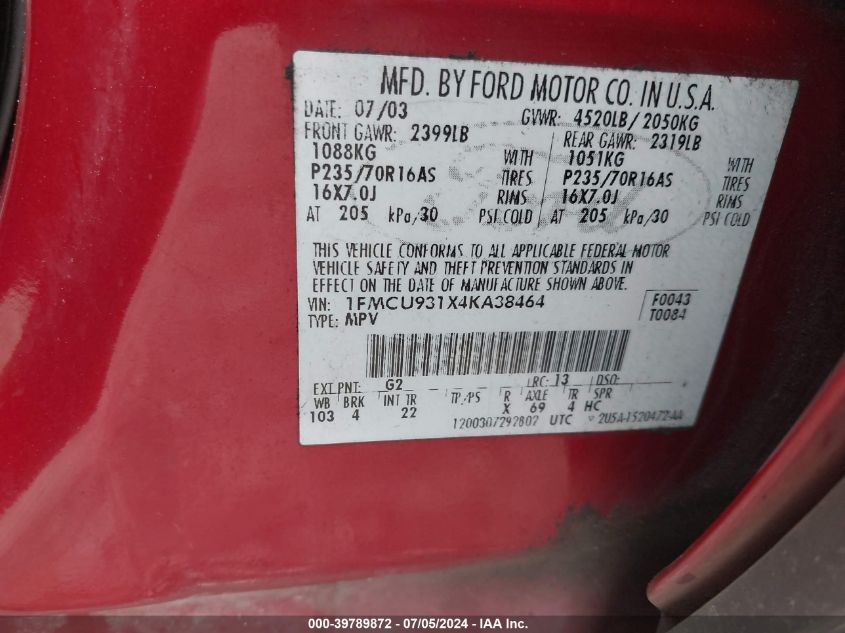 MFD. BY FORD MOTOR CO. IN U.S.A.
DATE: 07/03 GVWR: 4520LB/ 2050KG
FRONT GAWR: 2399LB REAR GAWR: 2319LB
1088KG WITH 1051KG WITH
P235/70R16AS TIRES P235/70R16AS TIRES
16X7.0J RIMS 16X7.0J RIMS
AT 205 kPa/30 PSI COLD AT 205 kPa/30 PSI COLD
THIS VEHICLE CONFORMS TO ALL APPLICABLE FEDERAL MOTOR
VEHICLE SAFETY AND THEFT PREVENTION STANDARDS IN
EFFECT ON THE DATE OF MANUFACTURE SHOWN ABOVE.
VIN: 1FMCU931X4KA38464 F0043
TYPE: MPV T0084
EXT PNT: G2 LRC: 13 DSO:
WB BRK INT TR TP/PS R AXLE TR SPR
103 4 22 X 69 4 HC
1200307292802 UTC 2U5A-1520472-AA
000-39789872 - 07/05/2024 - IAA Inc.